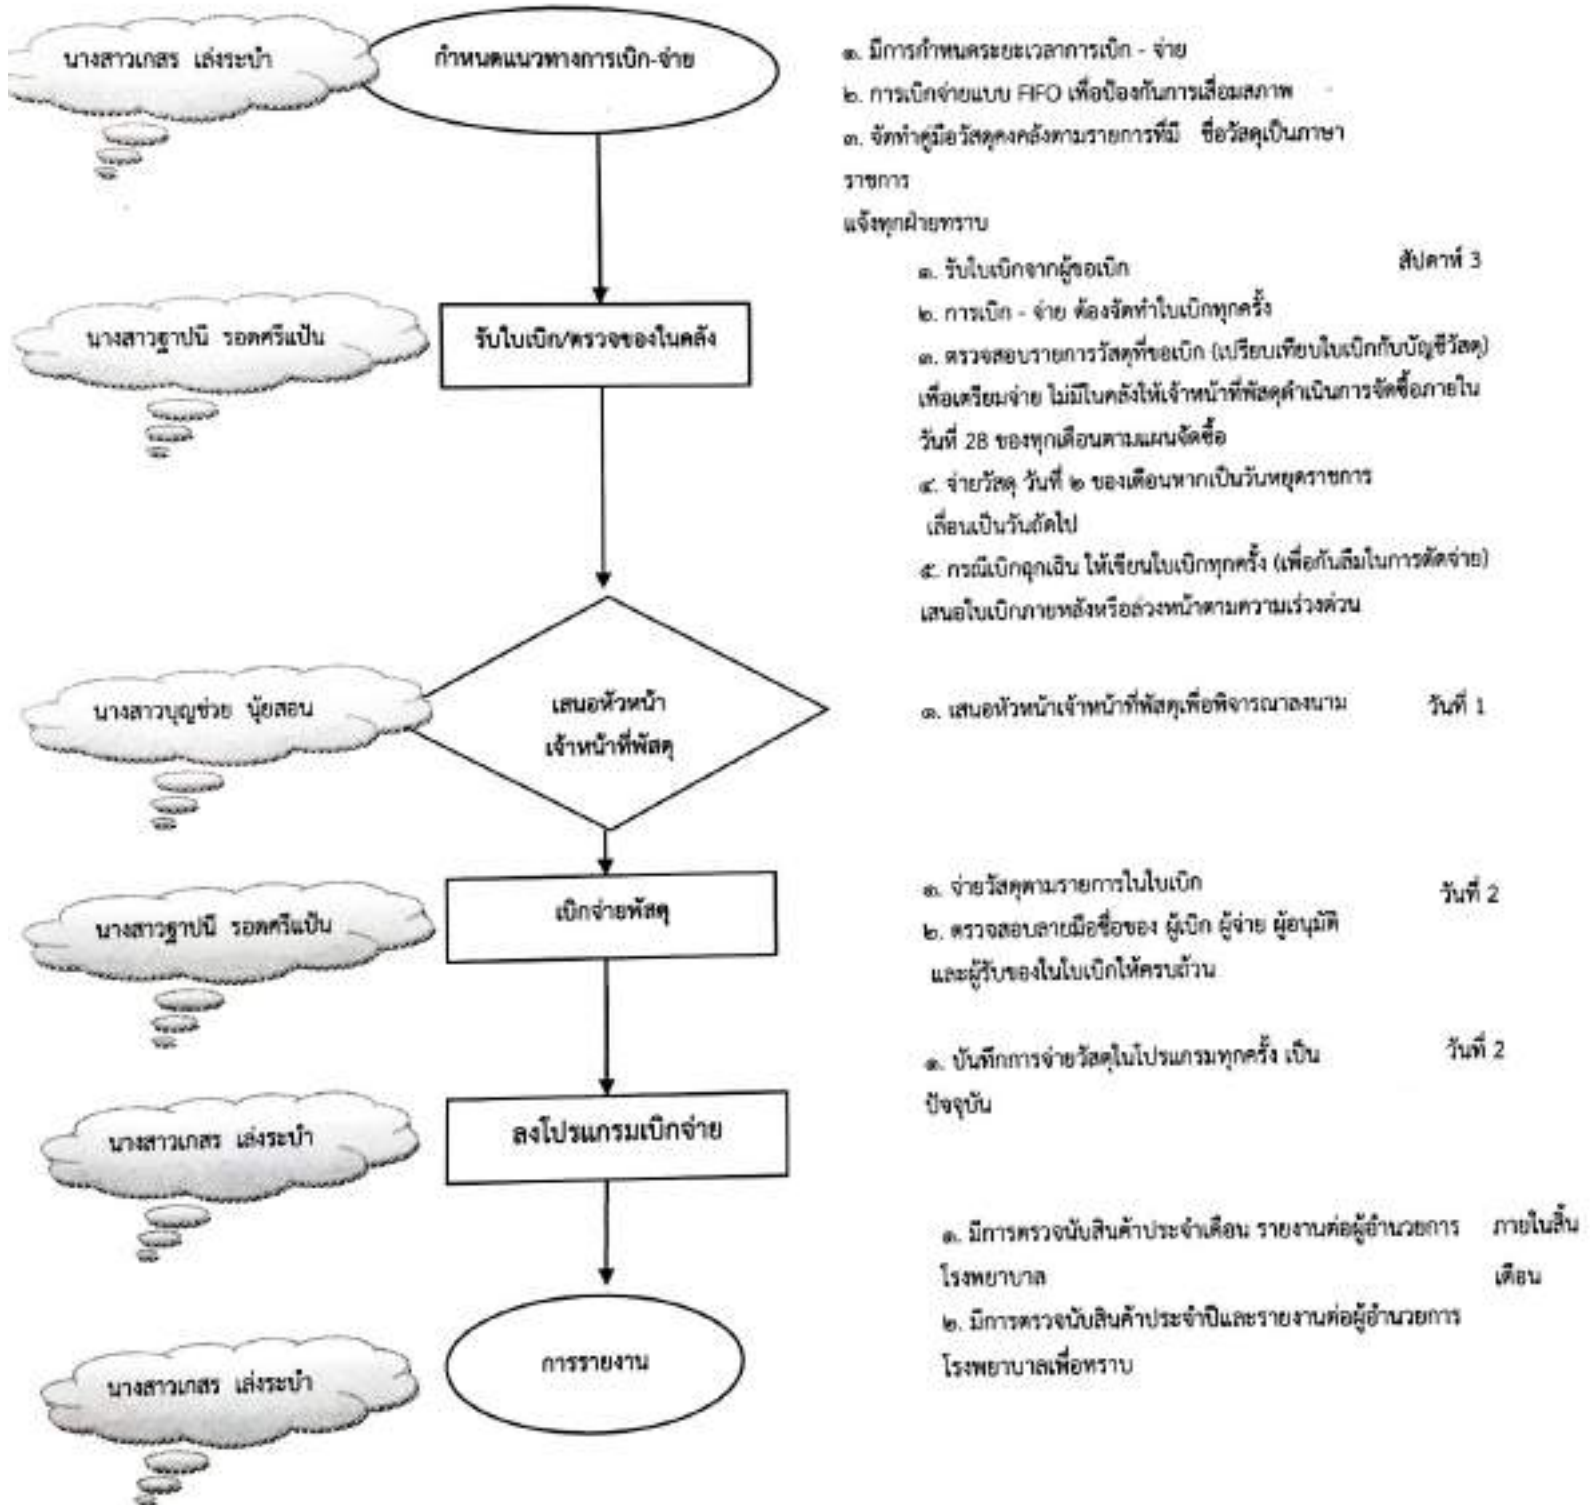 นางสาวเกสร เล่งระบำ
กำหนดแนวทางการเบิก-จ่าย
๑. มีการกำหนดระยะเวลาการเบิก - จ่าย
๒. การเบิกจ่ายแบบ FIFO เพื่อป้องกันการเสื่อมสภาพ
๓. จัดทำคู่มือวัสดุคงคลังตามรายการที่มี ชื่อวัสดุเป็นภาษา
ราชการ
แจ้งทุกฝ่ายทราบ
นางสาวฐาปนี รอดศรีแป้น
รับใบเบิก/ตรวจของในคลัง
๑. รับใบเบิกจากผู้ขอเบิก
สัปดาห์ 3
๒. การเบิก - จ่าย ต้องจัดทำใบเบิกทุกครั้ง
๓. ตรวจสอบรายการวัสดุที่ขอเบิก (เปรียบเทียบใบเบิกกับบัญชีวัสดุ)
เพื่อเตรียมจ่าย ไม่มีในคลังให้เจ้าหน้าที่พัสดุดำเนินการจัดซื้อภายใน
วันที่ 28 ของทุกเดือนตามแผนจัดซื้อ
๔. จ่ายวัสดุ วันที่ ๒ ของเดือนหากเป็นวันหยุดราชการ
เลื่อนเป็นวันถัดไป
๕. กรณีเบิกฉุกเฉิน ให้เขียนใบเบิกทุกครั้ง (เพื่อกันลืมในการตัดจ่าย)
เสนอใบเบิกภายหลังหรือล่วงหน้าตามความเร่วงด่วน
นางสาวบุญช่วย นุ้ยสอน
เสนอหัวหน้า
เจ้าหน้าที่พัสดุ
๑. เสนอหัวหน้าเจ้าหน้าที่พัสดุเพื่อพิจารณาลงนาม
วันที่ 1
นางสาวฐาปนี รอดศรีแป้น
เบิกจ่ายพัสดุ
๑. จ่ายวัสดุตามรายการในใบเบิก
วันที่ 2
๒. ตรวจสอบลายมือชื่อของ ผู้เบิก ผู้จ่าย ผู้อนุมัติ
และผู้รับของในใบเบิกให้ครบถ้วน
นางสาวเกสร เล่งระบำ
ลงโปรแกรมเบิกจ่าย
๑. บันทึกการจ่ายวัสดุในโปรแกรมทุกครั้ง เป็น
ปัจจุบัน
วันที่ 2
นางสาวเกสร เล่งระบำ
การรายงาน
๑. มีการตรวจนับสินค้าประจำเดือน รายงานต่อผู้อำนวยการ
โรงพยาบาล
ภายในสิ้น
เดือน
๒. มีการตรวจนับสินค้าประจำปีและรายงานต่อผู้อำนวยการ
โรงพยาบาลเพื่อทราบ